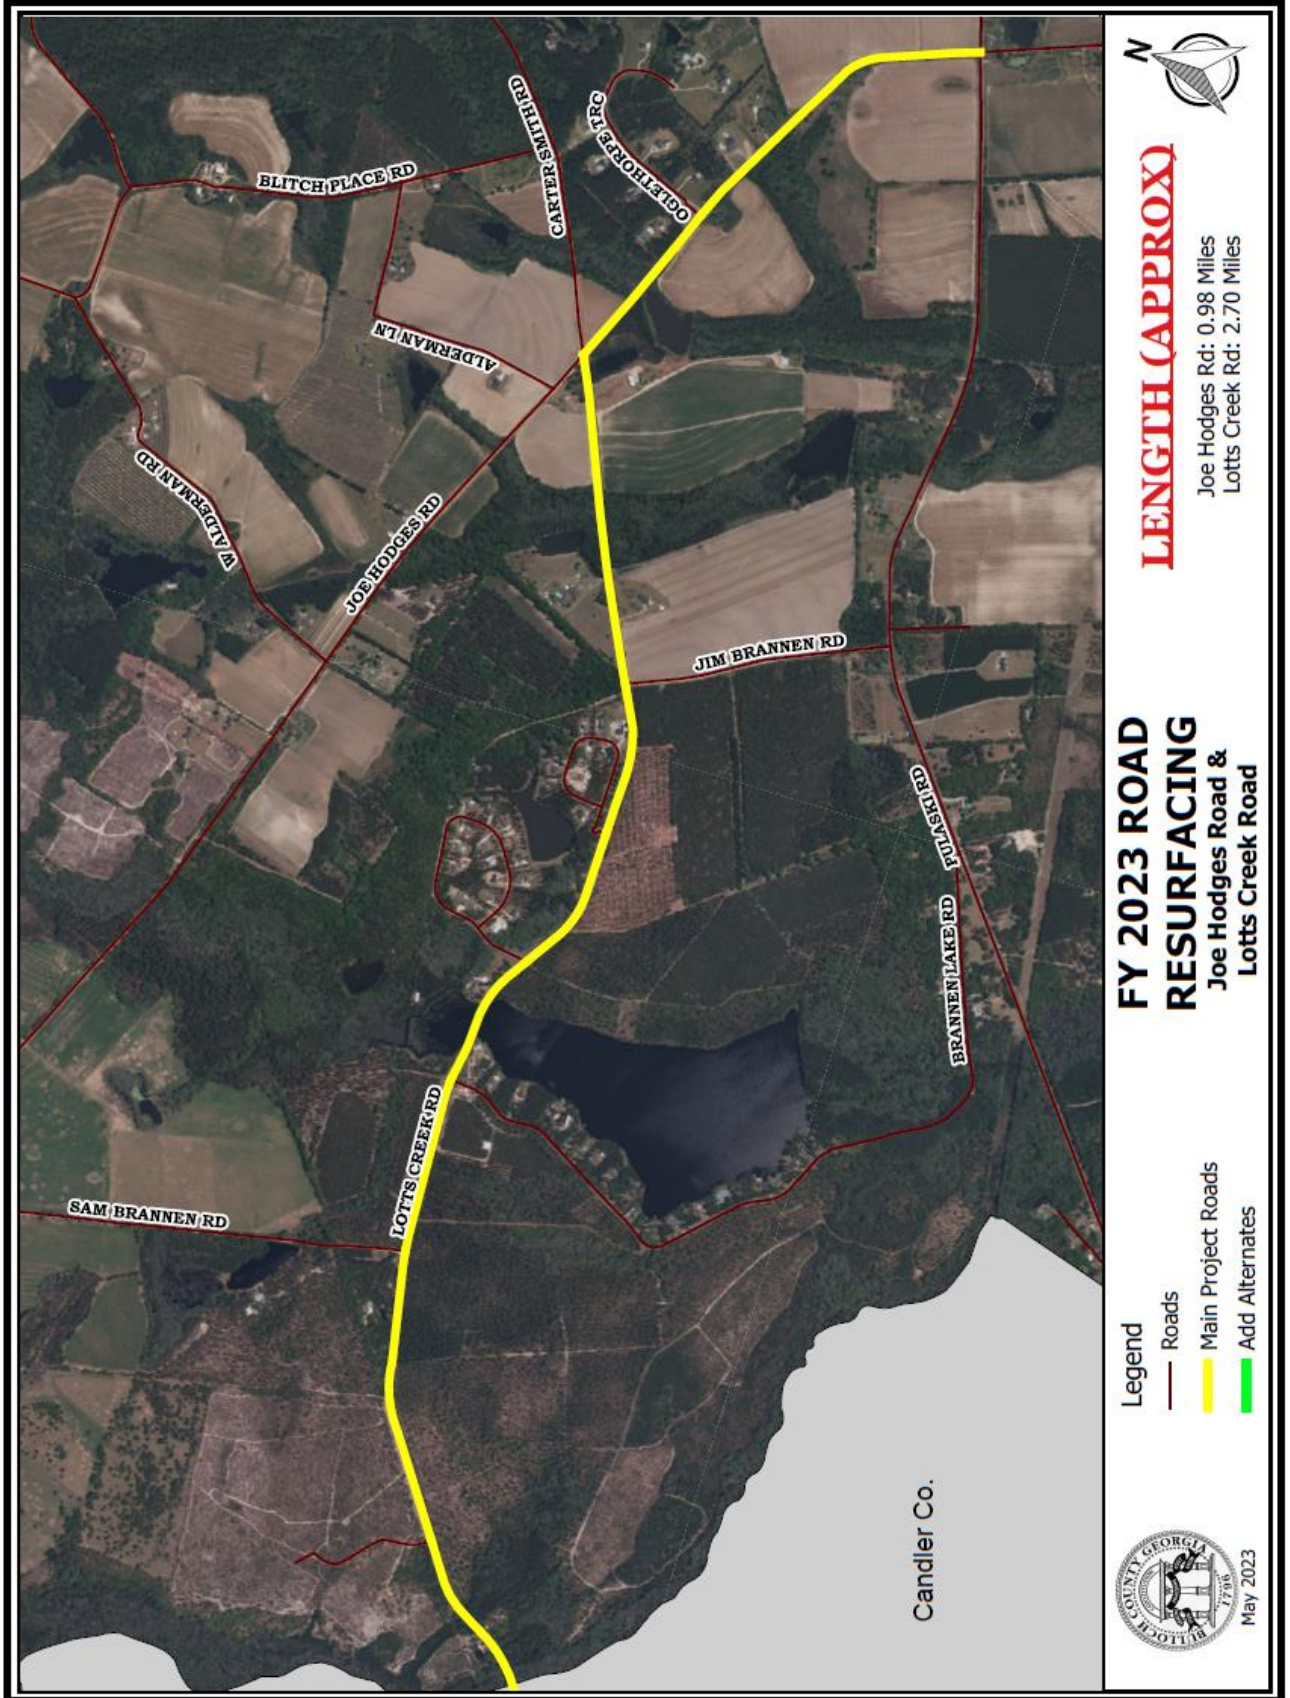 SAM BRANNEN RD
LOTTS CREEK RD
W ALDERMAN RD
JOE HODGES RD
ALDERMAN LN
BLITCH PLACE RD
CARTER SMITH RD
OGLETHORPE TRC
JIM BRANNEN RD
BRANNEN LAKE RD
PULASKI RD
Candler Co.
BULLOCH COUNTY GEORGIA
1796
May 2023
Legend
Roads
Main Project Roads
Add Alternates
FY 2023 ROAD
RESURFACING
Joe Hodges Road &
Lotts Creek Road
LENGTH (APPROX)
Joe Hodges Rd: 0.98 Miles
Lotts Creek Rd: 2.70 Miles
N